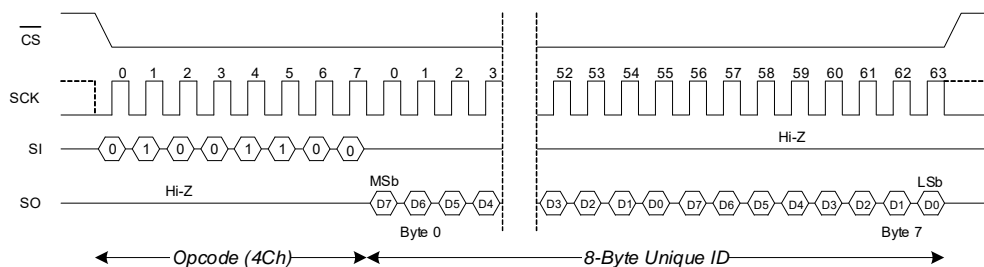 CS
0 1 2 3 4 5 6 7 0 1 2 3 52 53 54 55 56 57 58 59 60 61 62 63
SCK
Hi-Z
SI 0 1 0 0 1 1 0 0
Hi-Z MSb LSb
SO D7 D6 D5 D4 D3 D2 D1 D0 D7 D6 D5 D4 D3 D2 D1 D0
Byte 0 Byte 7
Opcode (4Ch) 8-Byte Unique ID